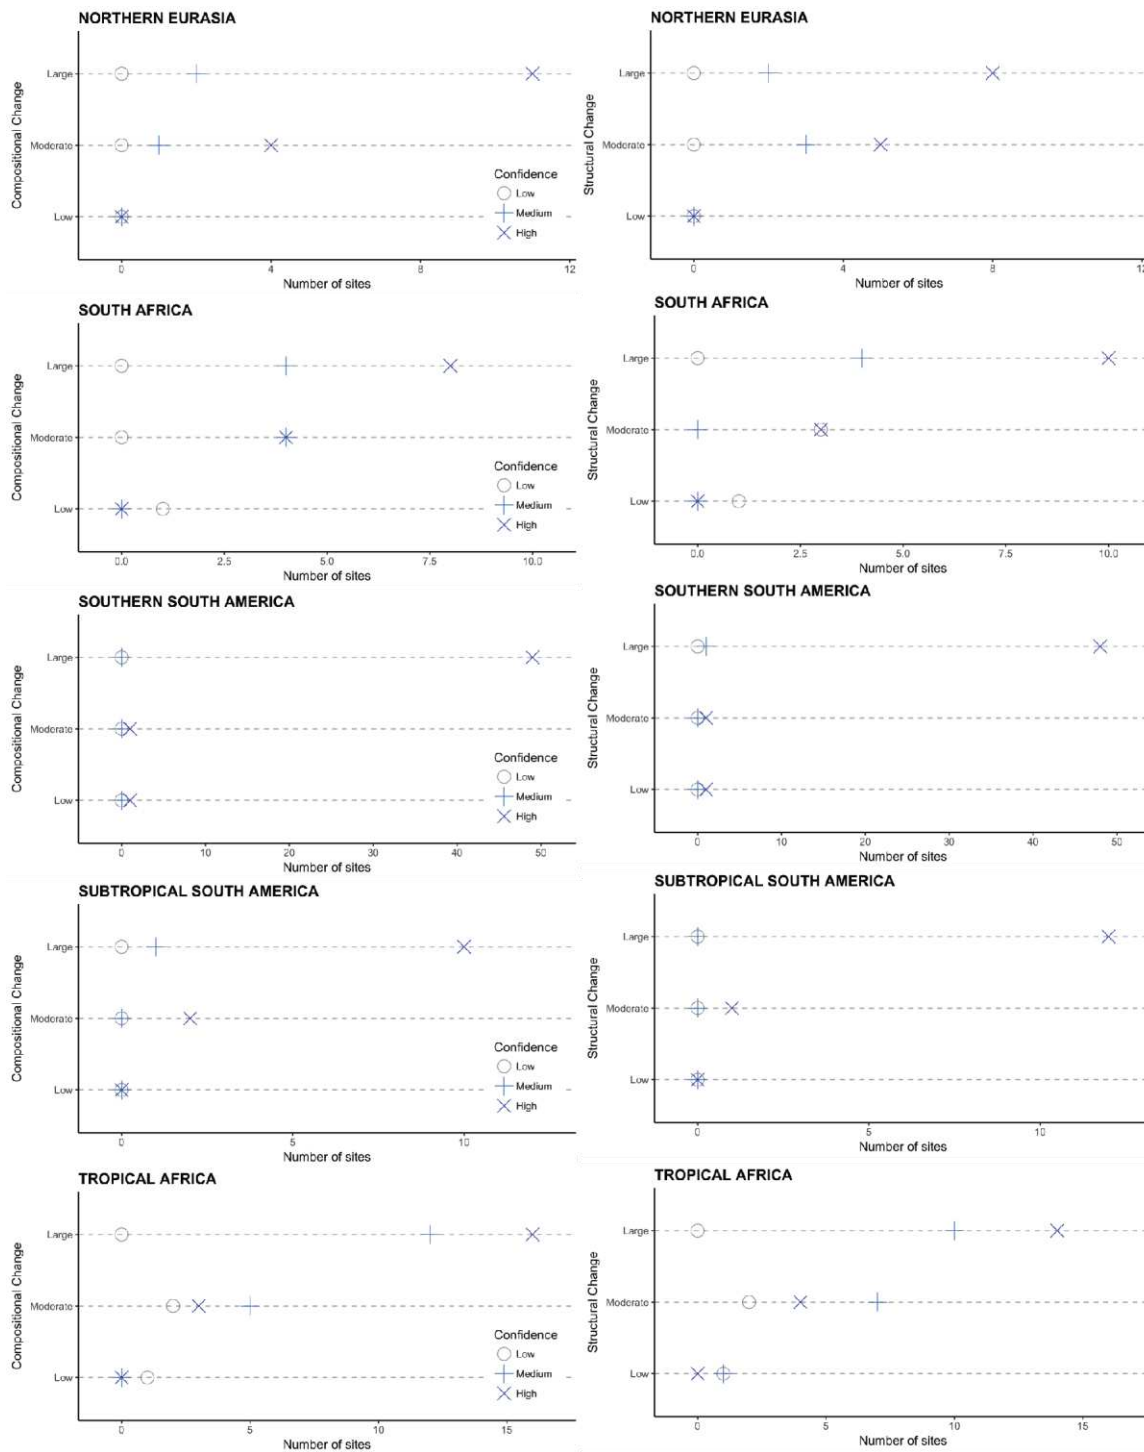 NORTHERN EURASIA
Compositional Change
Large
Moderate
Low
Confidence
Low
Medium
High
0 4 8 12
Number of sites
NORTHERN EURASIA
Structural Change
Large
Moderate
Low
0 4 8 12
Number of sites
SOUTH AFRICA
Compositional Change
Large
Moderate
Low
Confidence
Low
Medium
High
0.0 2.5 5.0 7.5 10.0
Number of sites
SOUTH AFRICA
Structural Change
Large
Moderate
Low
0.0 2.5 5.0 7.5 10.0
Number of sites
SOUTHERN SOUTH AMERICA
Compositional Change
Large
Moderate
Low
Confidence
Low
Medium
High
0 10 20 30 40 50
Number of sites
SOUTHERN SOUTH AMERICA
Structural Change
Large
Moderate
Low
0 10 20 30 40 50
Number of sites
SUBTROPICAL SOUTH AMERICA
Compositional Change
Large
Moderate
Low
Confidence
Low
Medium
High
0 5 10
Number of sites
SUBTROPICAL SOUTH AMERICA
Structural Change
Large
Moderate
Low
0 5 10
Number of sites
TROPICAL AFRICA
Compositional Change
Large
Moderate
Low
Confidence
Low
Medium
High
0 5 10 15
Number of sites
TROPICAL AFRICA
Structural Change
Large
Moderate
Low
0 5 10 15
Number of sites